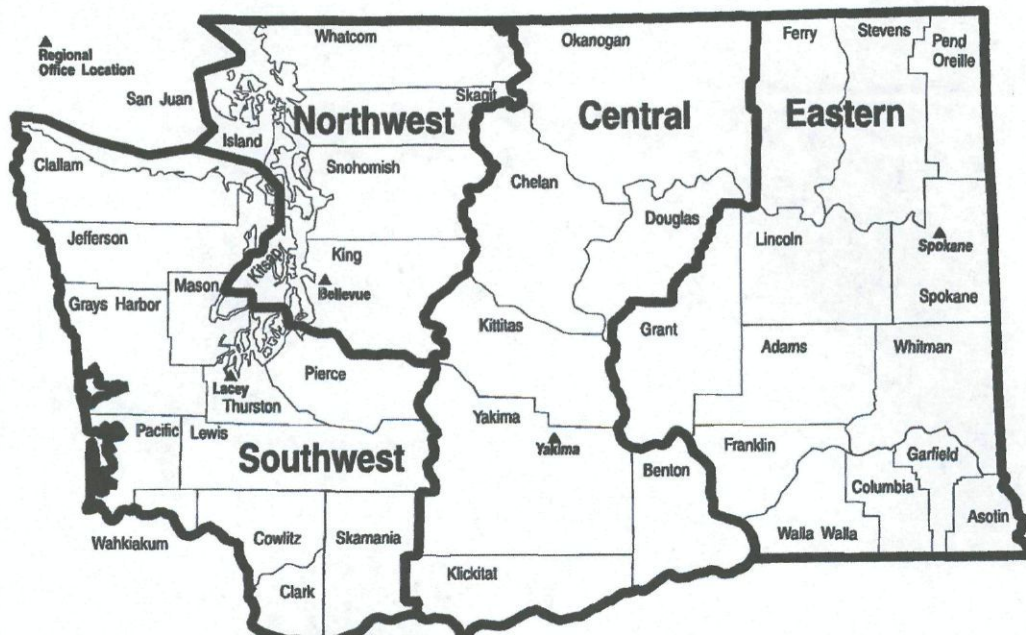 Regional
Office Location
San Juan
Whatcom
Skagit
Island
Northwest
Snohomish
King
Bellevue
Kitsap
Clallam
Jefferson
Mason
Grays Harbor
Lacey
Thurston
Pierce
Pacific
Lewis
Southwest
Wahkiakum
Cowlitz
Skamania
Clark
Okanogan
Central
Chelan
Douglas
Kittitas
Yakima
Yakima
Benton
Klickitat
Ferry
Stevens
Pend
Oreille
Eastern
Lincoln
Spokane
Spokane
Grant
Adams
Whitman
Franklin
Garfield
Columbia
Walla Walla
Asotin